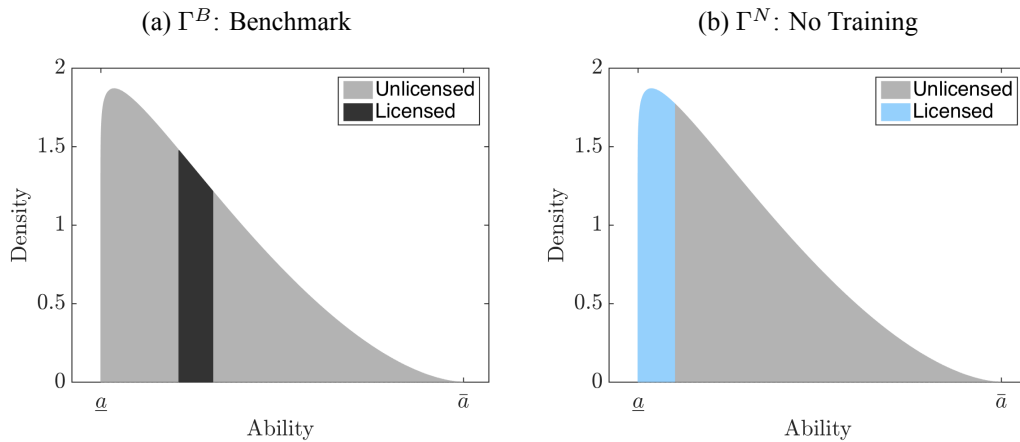 (a) Γ^B: Benchmark
2
1.5
1
0.5
0
Density
Unlicensed
Licensed
a̲
ā
Ability
(b) Γ^N: No Training
2
1.5
1
0.5
0
Density
Unlicensed
Licensed
a̲
ā
Ability